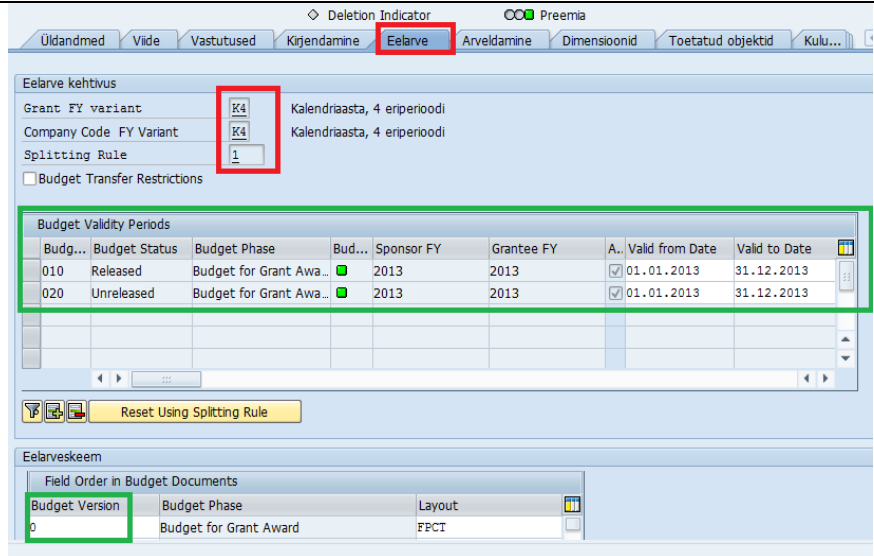 Deletion Indicator Preemia
Üldandmed Viide Vastutused Kirjendamine Eelarve Arveldamine Dimensioonid Toetatud objektid Kulu...
Eelarve kehtivus
Grant FY variant K4 Kalendriaasta, 4 eriperioodi
Company Code FY Variant K4 Kalendriaasta, 4 eriperioodi
Splitting Rule 1
Budget Transfer Restrictions
Budget Validity Periods
Budg... Budget Status Budget Phase Bud... Sponsor FY Grantee FY A.. Valid from Date Valid to Date
010 Released Budget for Grant Awa... 2013 2013 01.01.2013 31.12.2013
020 Unreleased Budget for Grant Awa... 2013 2013 01.01.2013 31.12.2013
Reset Using Splitting Rule
Eelarveskeem
Field Order in Budget Documents
Budget Version Budget Phase Layout
0 Budget for Grant Award FPCT